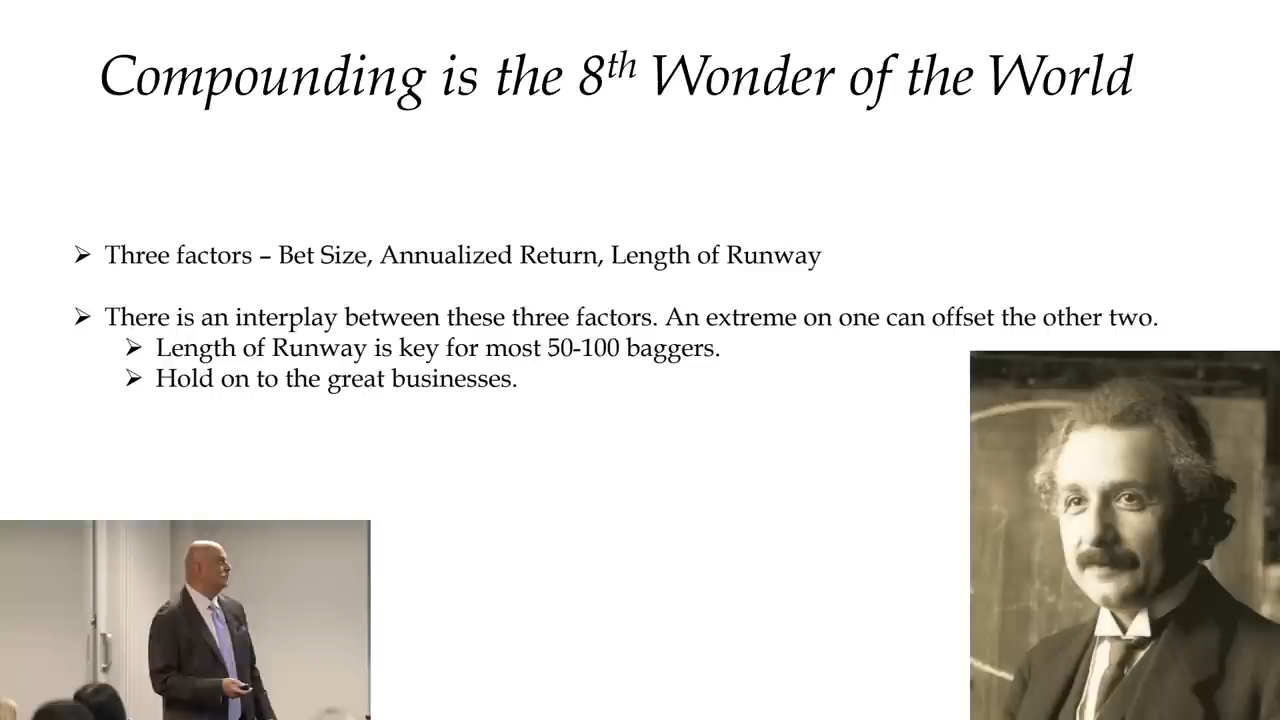 Compounding is the 8th Wonder of the World
➢ Three factors – Bet Size, Annualized Return, Length of Runway
➢ There is an interplay between these three factors. An extreme on one can offset the other two.
➢ Length of Runway is key for most 50-100 baggers.
➢ Hold on to the great businesses.